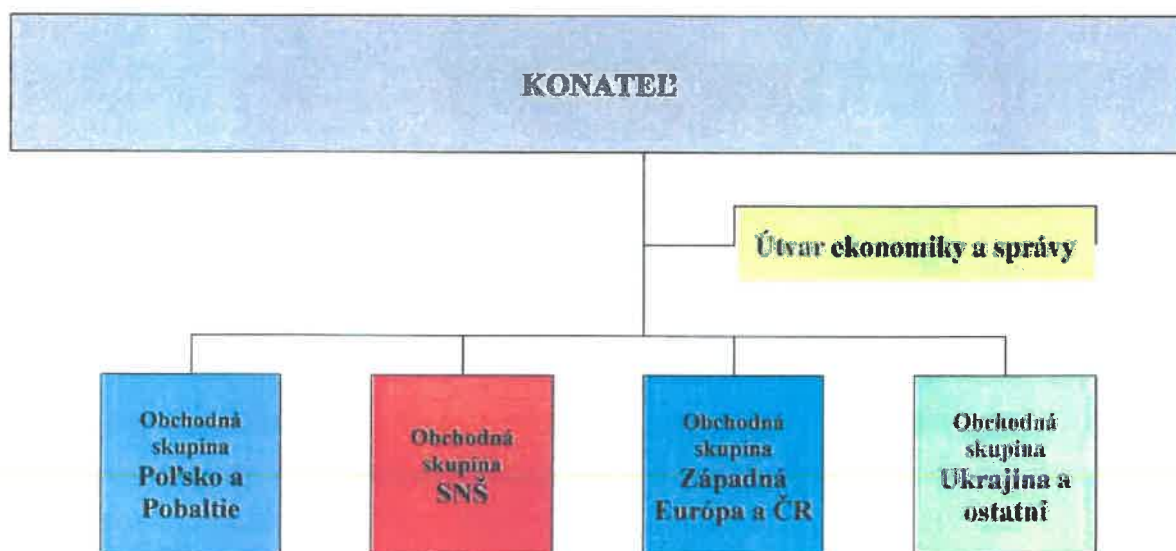 KONATEĽ
Útvar ekonomiky a správy
Obchodná
skupina
Poľsko a
Pobaltie
Obchodná
skupina
SNŠ
Obchodná
skupina
Západná
Európa a ČR
Obchodná
skupina
Ukrajina a
ostatní